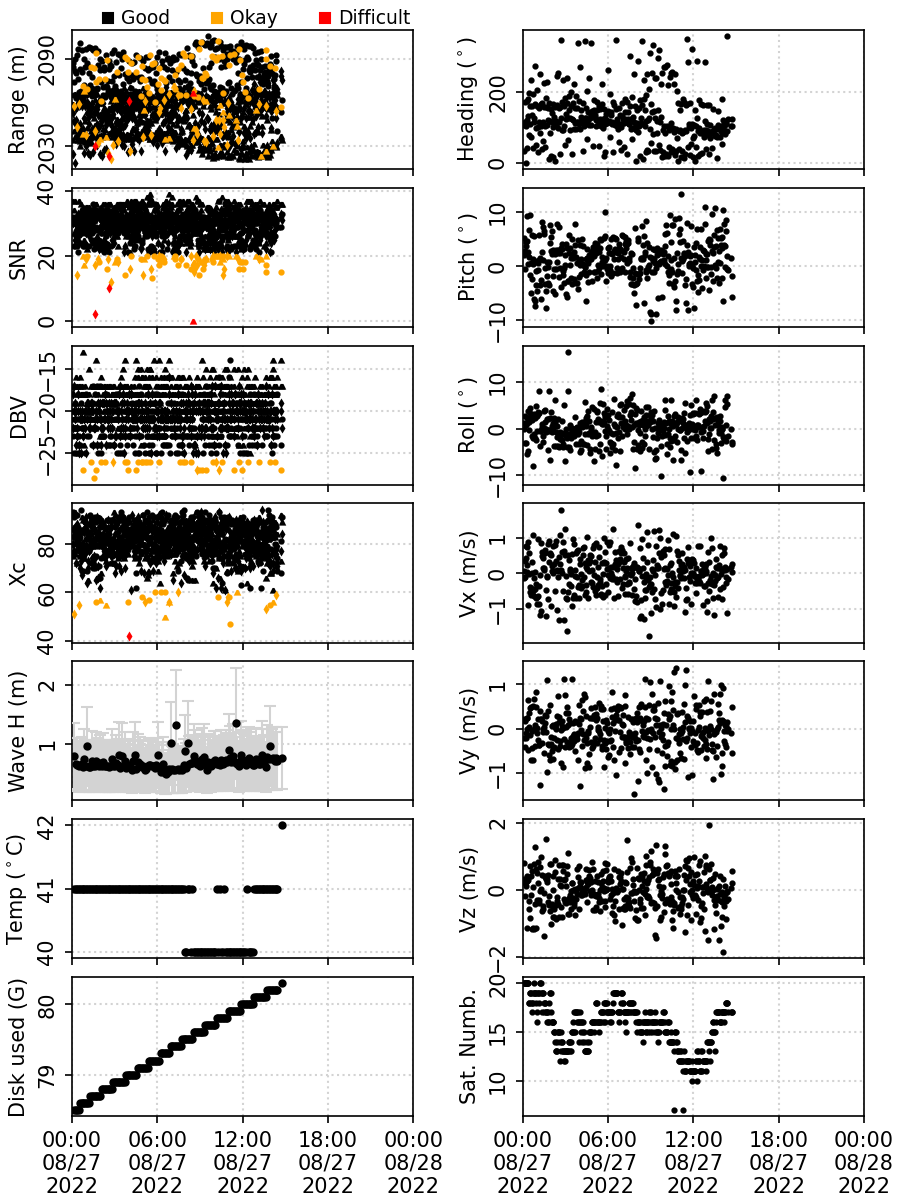 Good Okay Difficult
Range (m)
2090
2030
Heading (°)
200
0
SNR
40
20
0
Pitch (°)
10
0
−10
DBV
−15
−20
−25
Roll (°)
10
0
−10
Xc
80
60
40
Vx (m/s)
1
0
−1
Wave H (m)
2
1
Vy (m/s)
1
0
−1
Temp (°C)
42
41
40
Vz (m/s)
2
0
−2
Disk used (G)
80
79
Sat. Numb.
20
15
10
00:00 06:00 12:00 18:00 00:00 00:00 06:00 12:00 18:00 00:00
08/27 08/27 08/27 08/27 08/28 08/27 08/27 08/27 08/27 08/28
2022 2022 2022 2022 2022 2022 2022 2022 2022 2022